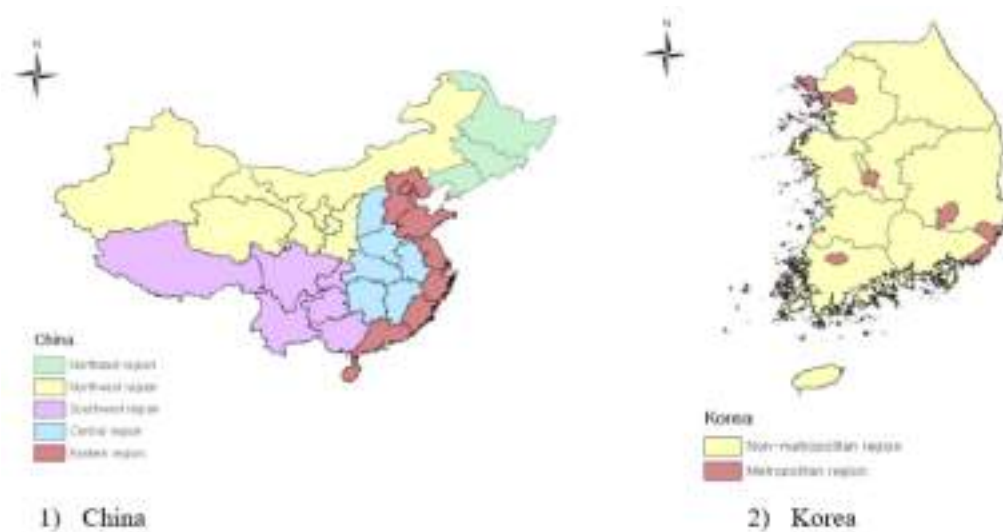 N
China
Northeast region
Northwest region
Southwest region
Central region
Eastern region
1) China
N
Korea
Non-metropolitan region
Metropolitan region
2) Korea